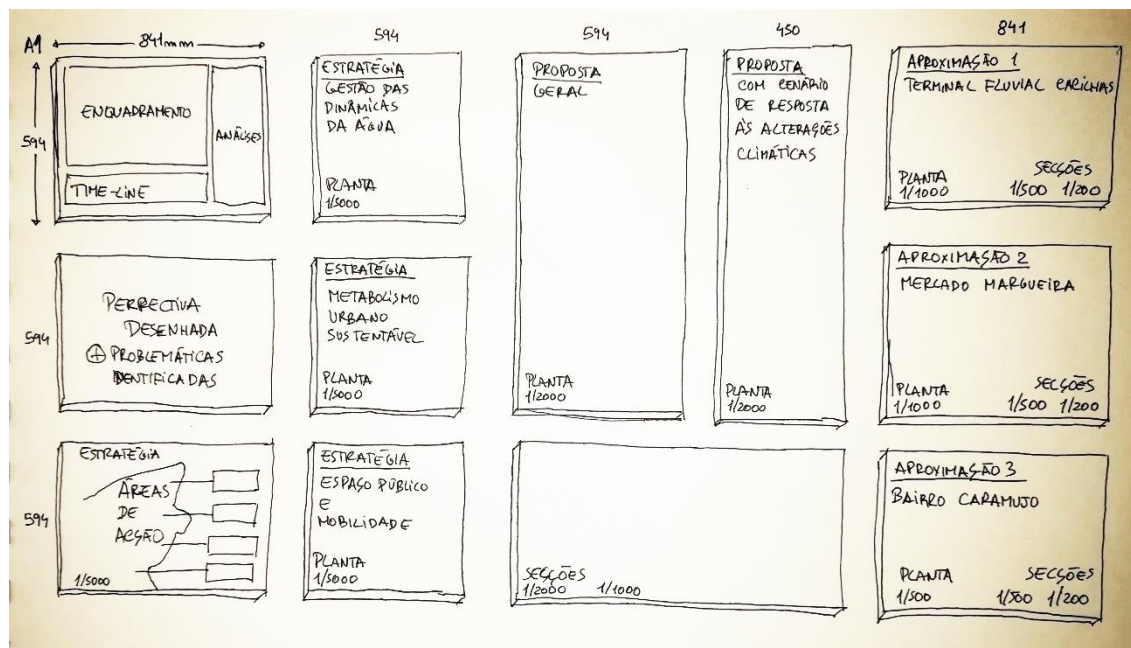 A1
841mm
594
594
450
841
594
594
594
ENQUADRAMENTO
ANÁLISES
TIME-LINE
PERRECTIVA
DESENHADA
+ PROBLEMÁTICAS
IDENTIFICADAS
ESTRATÉGIA
ÁREAS
DE
ACÇÃO
1/5000
ESTRATÉGIA
GESTÃO DAS
DINÂMICAS
DA ÁGUA
PLANTA
1/5000
ESTRATÉGIA
METABOLISMO
URBANO
SUSTENTÁVEL
PLANTA
1/5000
ESTRATÉGIA
ESPAÇO PÚBLICO
E
MOBILIDADE
PLANTA
1/5000
PROPOSTA
GERAL
PLANTA
1/2000
PROPOSTA
COM CENÁRIO
DE RESPOSTA
ÀS ALTERAÇÕES
CLIMÁTICAS
PLANTA
1/2000
SECÇÕES
1/2000 1/1000
APROXIMAÇÃO 1
TERMINAL FLUVIAL CACILHAS
PLANTA
1/1000
SECÇÕES
1/500 1/200
APROXIMAÇÃO 2
MERCADO MARGUEIRA
PLANTA
1/1000
SECÇÕES
1/500 1/200
APROXIMAÇÃO 3
BAIRRO CARAMUJO
PLANTA
1/500
SECÇÕES
1/500 1/200